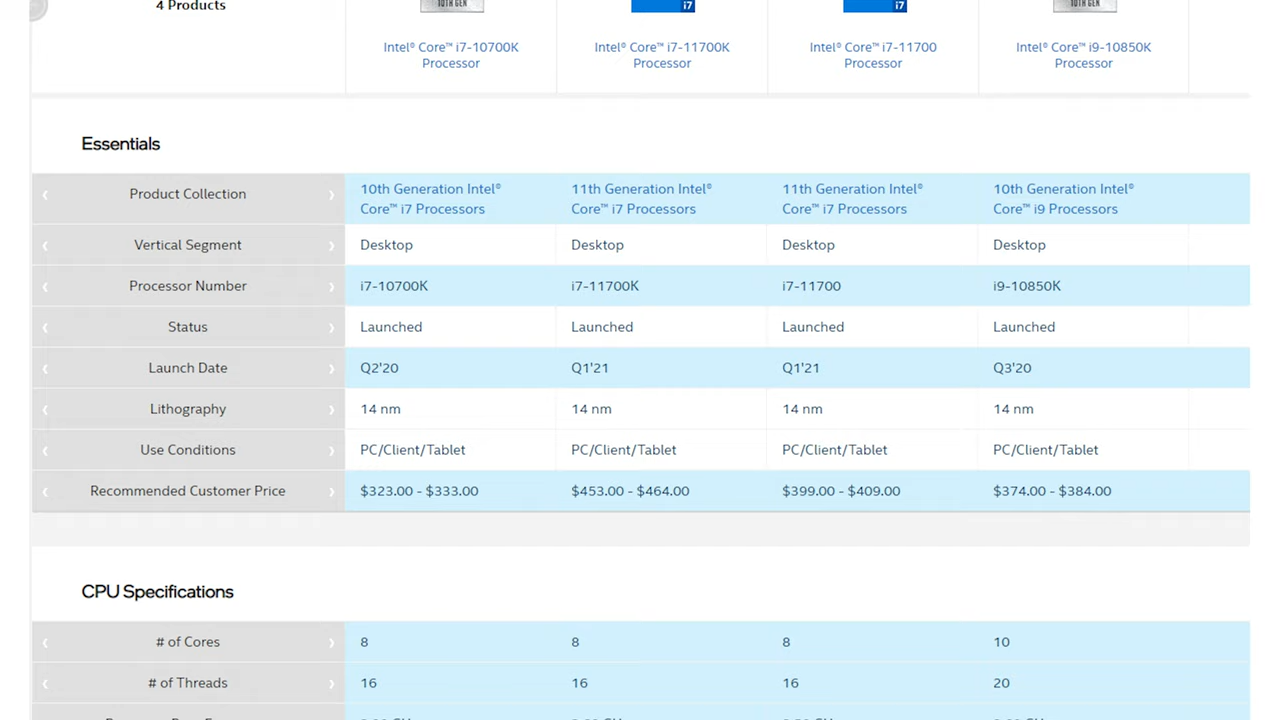 4 Products
10TH GEN
i7
i7
10TH GEN
Intel® Core™ i7-10700K
Processor
Intel® Core™ i7-11700K
Processor
Intel® Core™ i7-11700
Processor
Intel® Core™ i9-10850K
Processor
Essentials
Product Collection
10th Generation Intel®
Core™ i7 Processors
11th Generation Intel®
Core™ i7 Processors
11th Generation Intel®
Core™ i7 Processors
10th Generation Intel®
Core™ i9 Processors
Vertical Segment Desktop Desktop Desktop Desktop
Processor Number i7-10700K i7-11700K i7-11700 i9-10850K
Status Launched Launched Launched Launched
Launch Date Q2'20 Q1'21 Q1'21 Q3'20
Lithography 14 nm 14 nm 14 nm 14 nm
Use Conditions PC/Client/Tablet PC/Client/Tablet PC/Client/Tablet PC/Client/Tablet
Recommended Customer Price $323.00 - $333.00 $453.00 - $464.00 $399.00 - $409.00 $374.00 - $384.00
CPU Specifications
# of Cores 8 8 8 10
# of Threads 16 16 16 20